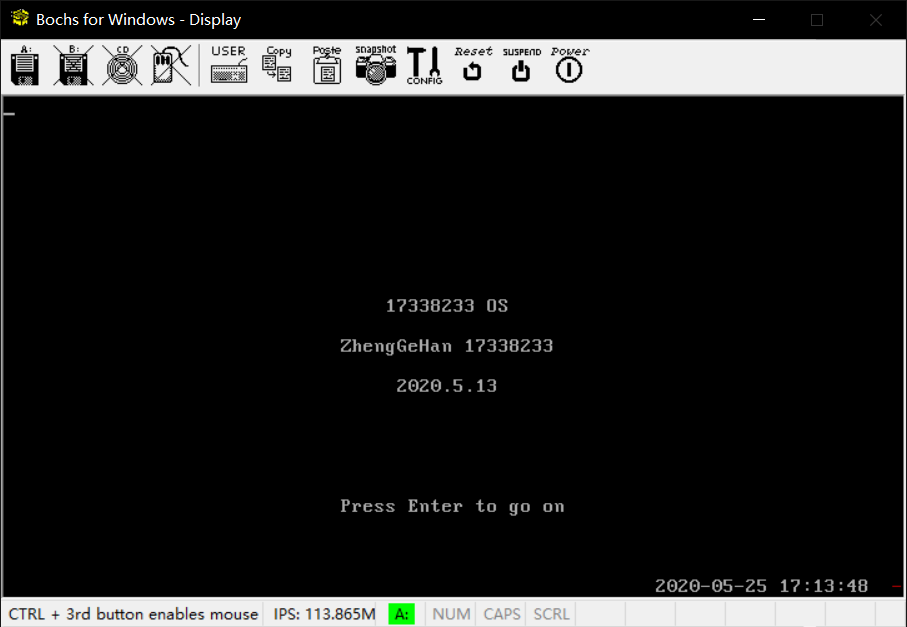 Bochs for Windows - Display
A: B: CD USER Copy Paste snapshot CONFIG Reset SUSPEND Power
17338233 OS
ZhengGeHan 17338233
2020.5.13
Press Enter to go on
2020-05-25 17:13:48
CTRL + 3rd button enables mouse IPS: 113.865M A: NUM CAPS SCRL